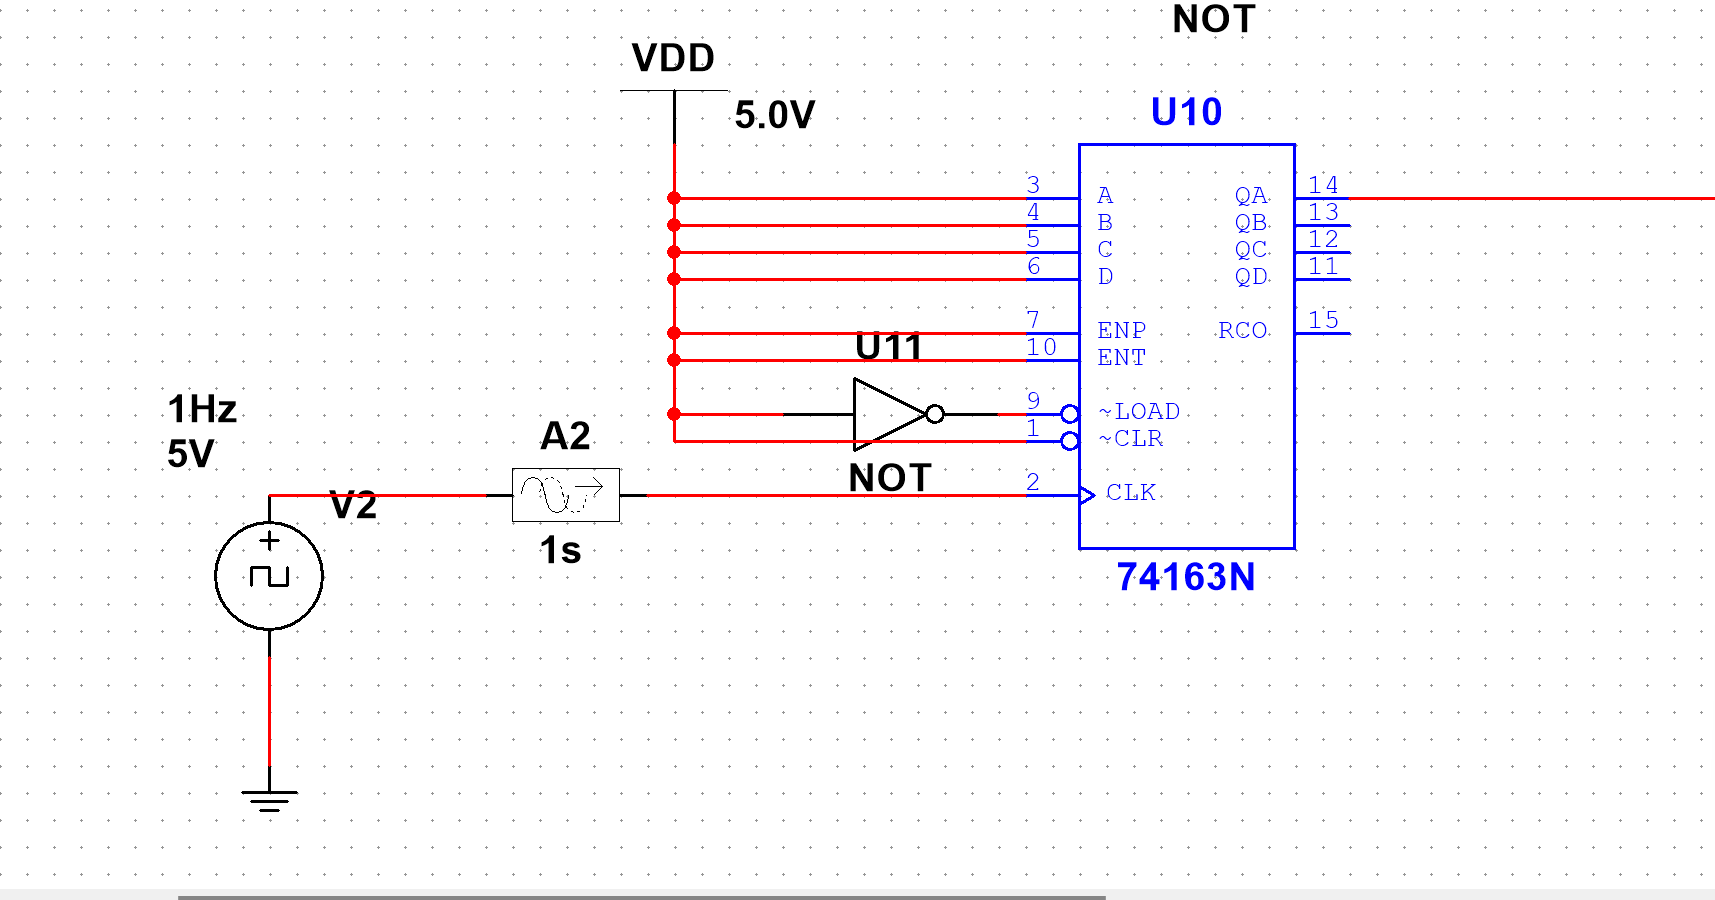 NOT
VDD
5.0V
U10
3 A QA 14
4 B QB 13
5 C QC 12
6 D QD 11
7 ENP RCO 15
10 ENT
U11
9 ~LOAD
1 ~CLR
NOT
2 CLK
74163N
1Hz
5V
V2
A2
1s